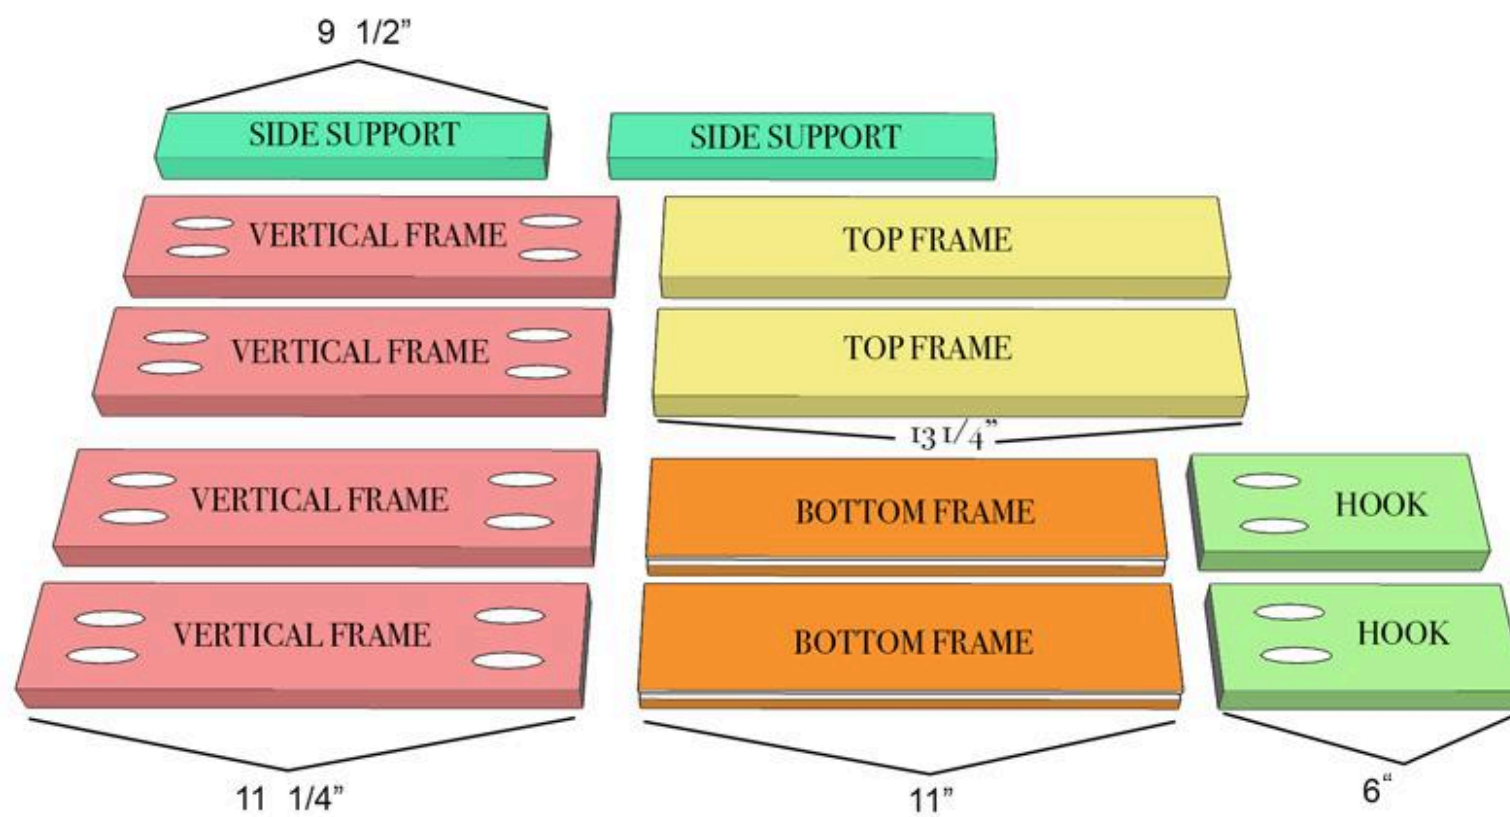 9 1/2”
SIDE SUPPORT
SIDE SUPPORT
VERTICAL FRAME
TOP FRAME
VERTICAL FRAME
TOP FRAME
13 1/4”
VERTICAL FRAME
BOTTOM FRAME
HOOK
VERTICAL FRAME
BOTTOM FRAME
HOOK
11 1/4”
11”
6“